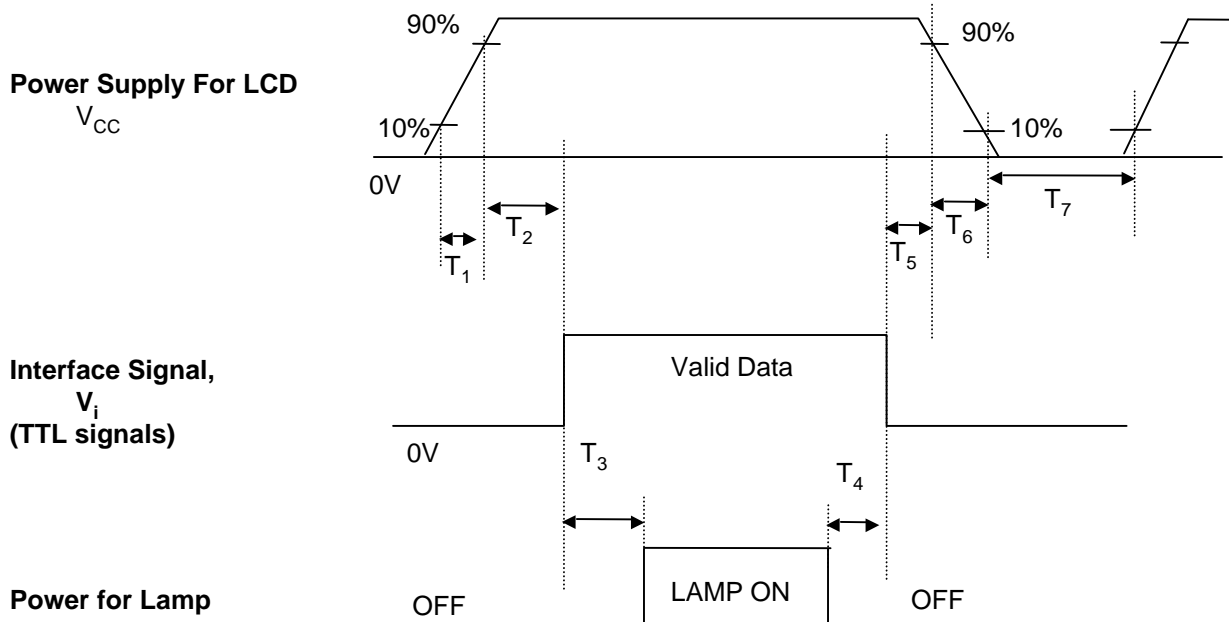 90%
90%
Power Supply For LCD
VCC
10%
10%
0V
T1
T2
T5
T6
T7
Interface Signal,
Vi
(TTL signals)
Valid Data
0V
T3
T4
Power for Lamp
OFF
LAMP ON
OFF